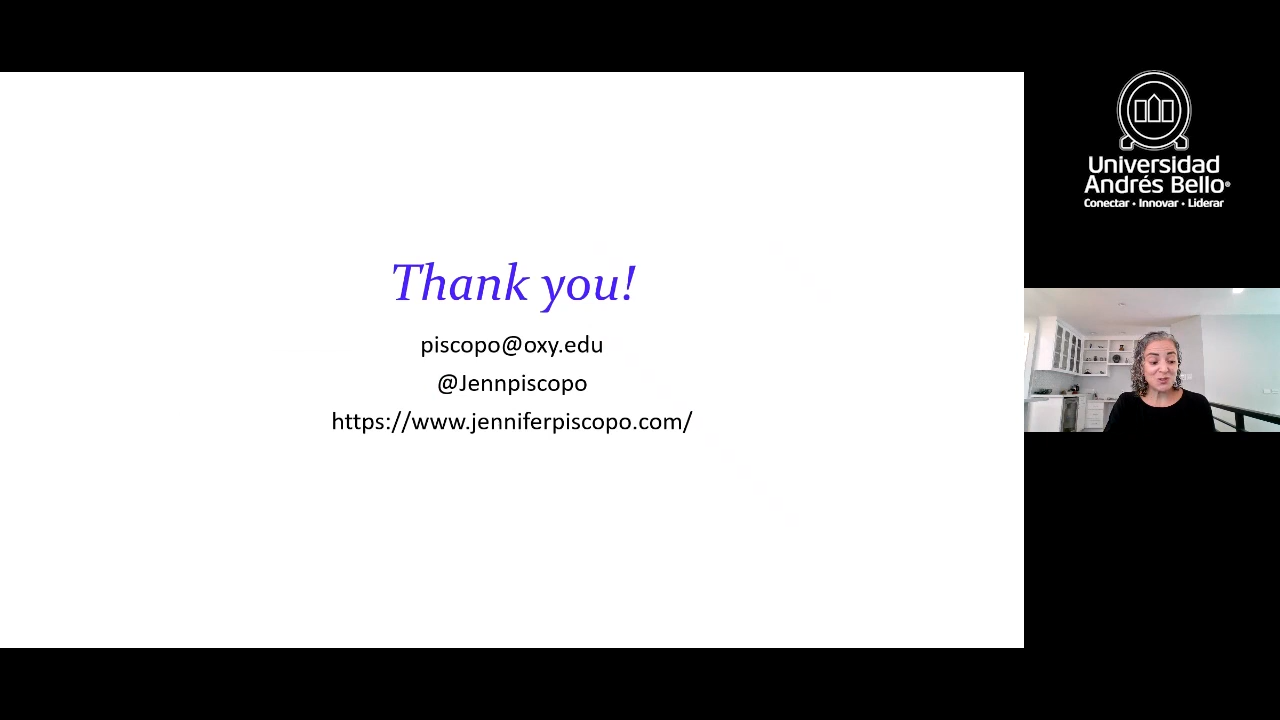 Thank you!
piscopo@oxy.edu
@Jennpiscopo
https://www.jenniferpiscopo.com/
Universidad
Andrés Bello®
Conectar • Innovar • Liderar